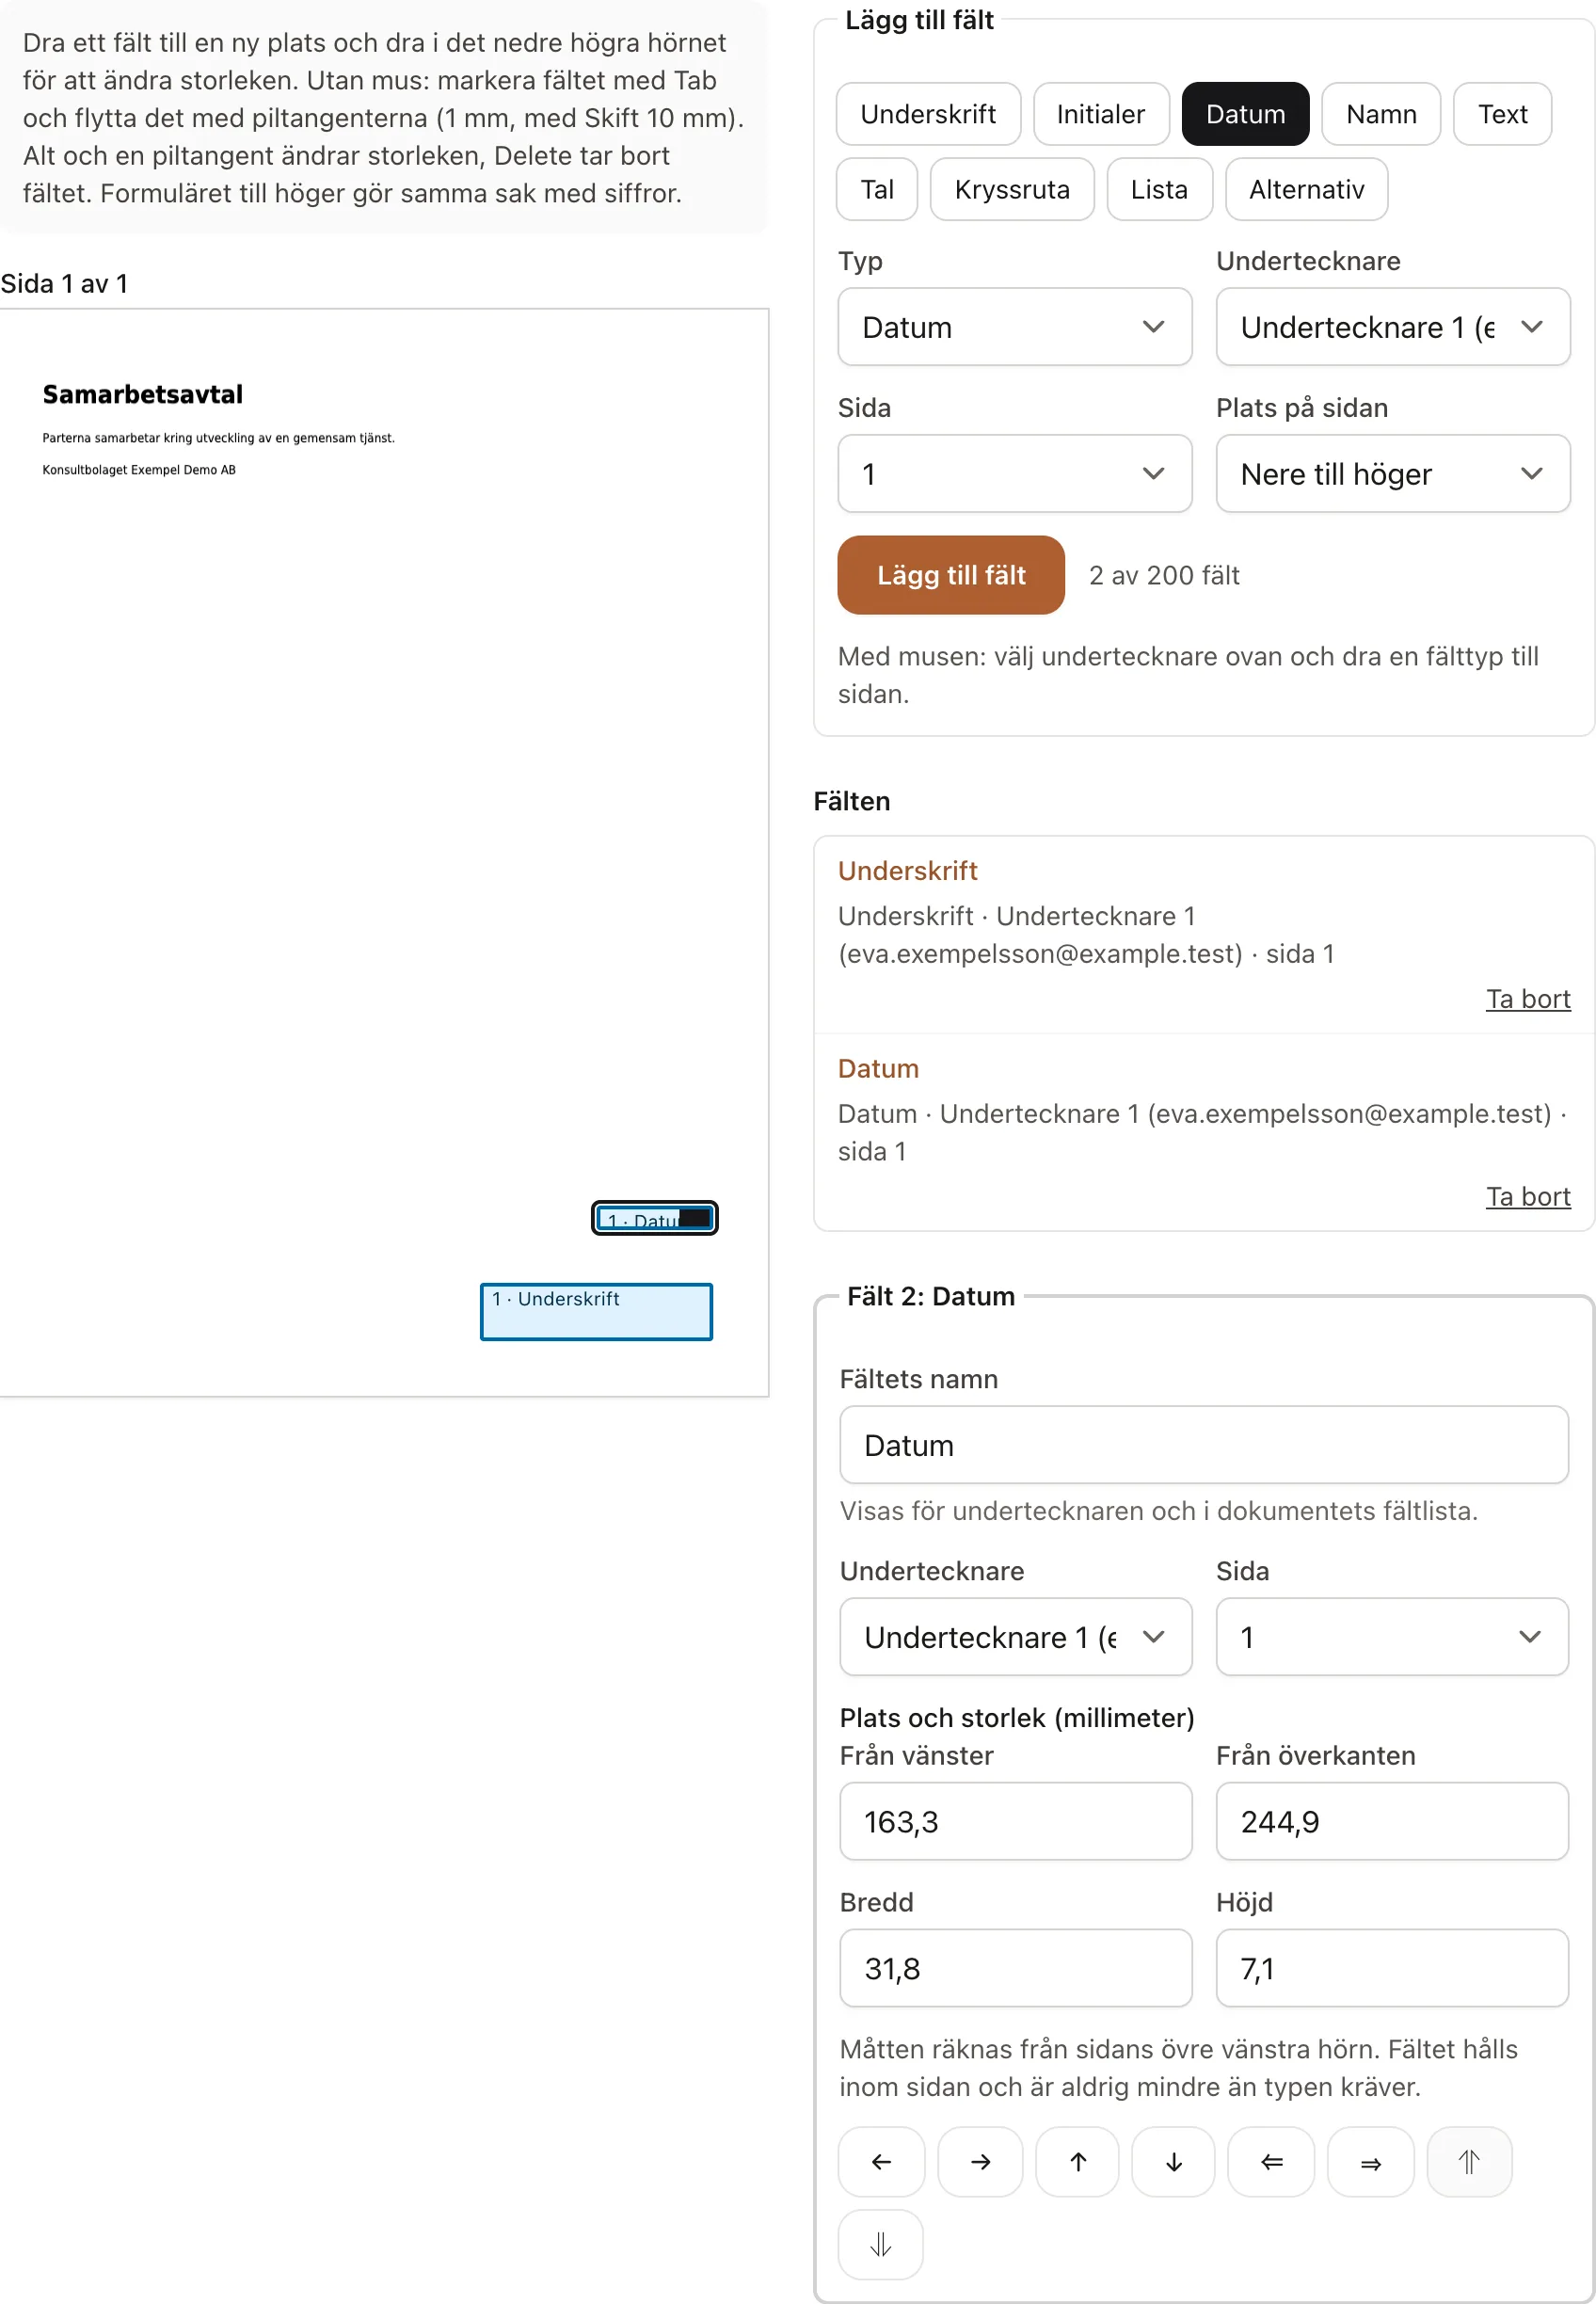 Dra ett fält till en ny plats och dra i det nedre högra hörnet
för att ändra storleken. Utan mus: markera fältet med Tab
och flytta det med piltangenterna (1 mm, med Skift 10 mm).
Alt och en piltangent ändrar storleken, Delete tar bort
fältet. Formuläret till höger gör samma sak med siffror.
Sida 1 av 1
Samarbetsavtal
Parterna samarbetar kring utveckling av en gemensam tjänst.
Konsultbolaget Exempel Demo AB
1 · Datu
1 · Underskrift
Lägg till fält
Underskrift Initialer Datum Namn Text
Tal Kryssruta Lista Alternativ
Typ Undertecknare
Datum Undertecknare 1 (e
Sida Plats på sidan
1 Nere till höger
Lägg till fält 2 av 200 fält
Med musen: välj undertecknare ovan och dra en fälttyp till
sidan.
Fälten
Underskrift
Underskrift · Undertecknare 1
(eva.exempelsson@example.test) · sida 1
Ta bort
Datum
Datum · Undertecknare 1 (eva.exempelsson@example.test) ·
sida 1
Ta bort
Fält 2: Datum
Fältets namn
Datum
Visas för undertecknaren och i dokumentets fältlista.
Undertecknare Sida
Undertecknare 1 (e 1
Plats och storlek (millimeter)
Från vänster Från överkanten
163,3 244,9
Bredd Höjd
31,8 7,1
Måtten räknas från sidans övre vänstra hörn. Fältet hålls
inom sidan och är aldrig mindre än typen kräver.
← → ↑ ↓ ⇐ ⇒ ⇑
⇓